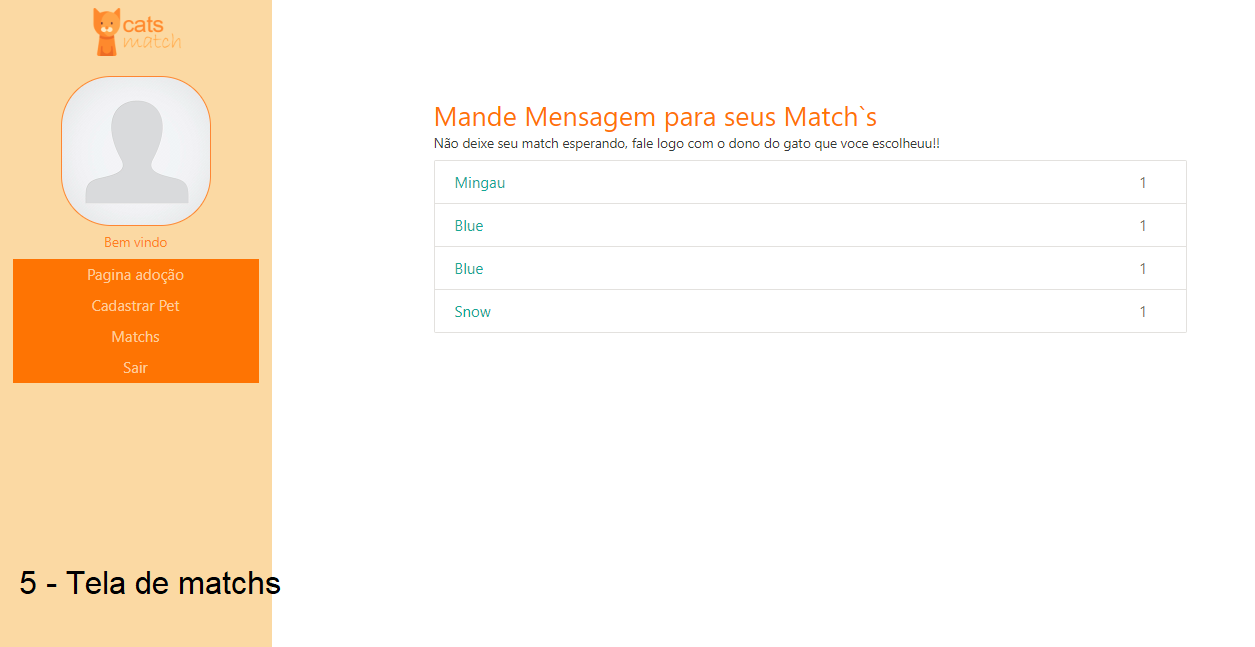 cats
match
Bem vindo
Pagina adoção
Cadastrar Pet
Matchs
Sair
Mande Mensagem para seus Match`s
Não deixe seu match esperando, fale logo com o dono do gato que voce escolheuu!!
Mingau 1
Blue 1
Blue 1
Snow 1
5 - Tela de matchs